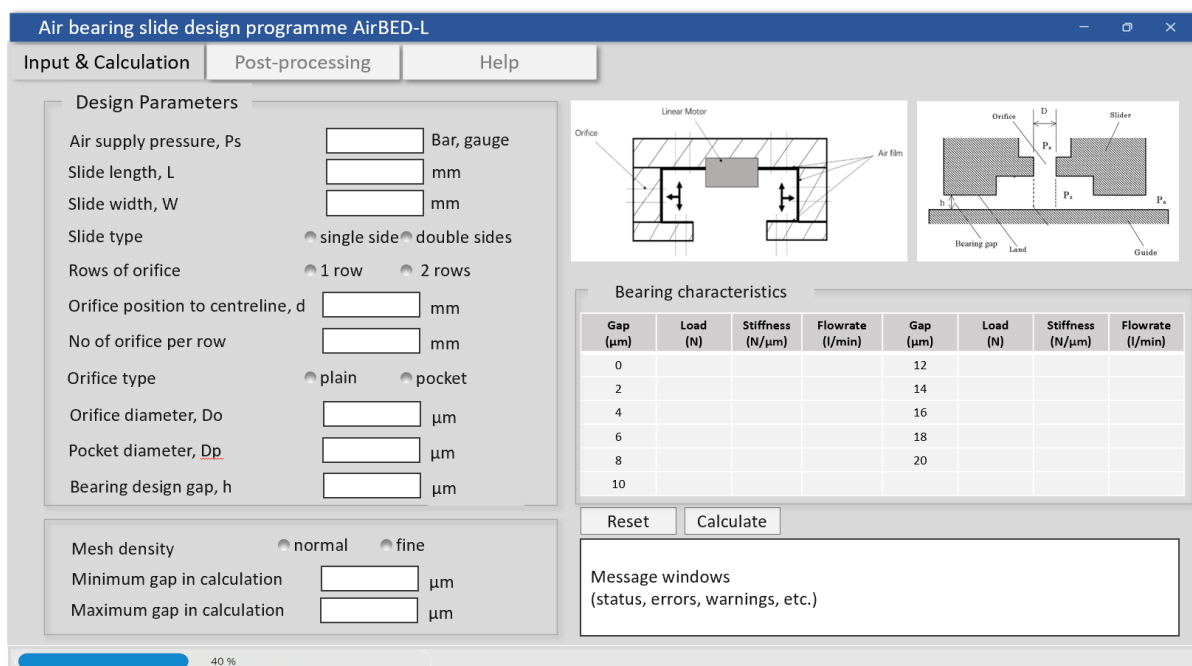 Air bearing slide design programme AirBED-L
Input & Calculation Post-processing Help
Design Parameters
Air supply pressure, Ps Bar, gauge
Slide length, L mm
Slide width, W mm
Slide type single side double sides
Rows of orifice 1 row 2 rows
Orifice position to centreline, d mm
No of orifice per row mm
Orifice type plain pocket
Orifice diameter, Do µm
Pocket diameter, Dp µm
Bearing design gap, h µm
Mesh density normal fine
Minimum gap in calculation µm
Maximum gap in calculation µm
Linear Motor
Orifice
Air film
Orifice D Slider
Pₐ
h
Bearing gap Land
Guide
Bearing characteristics
Gap (µm) Load (N) Stiffness (N/µm) Flowrate (l/min) Gap (µm) Load (N) Stiffness (N/µm) Flowrate (l/min)
0 12
2 14
4 16
6 18
8 20
10
Reset Calculate
Message windows
(status, errors, warnings, etc.)
40 %